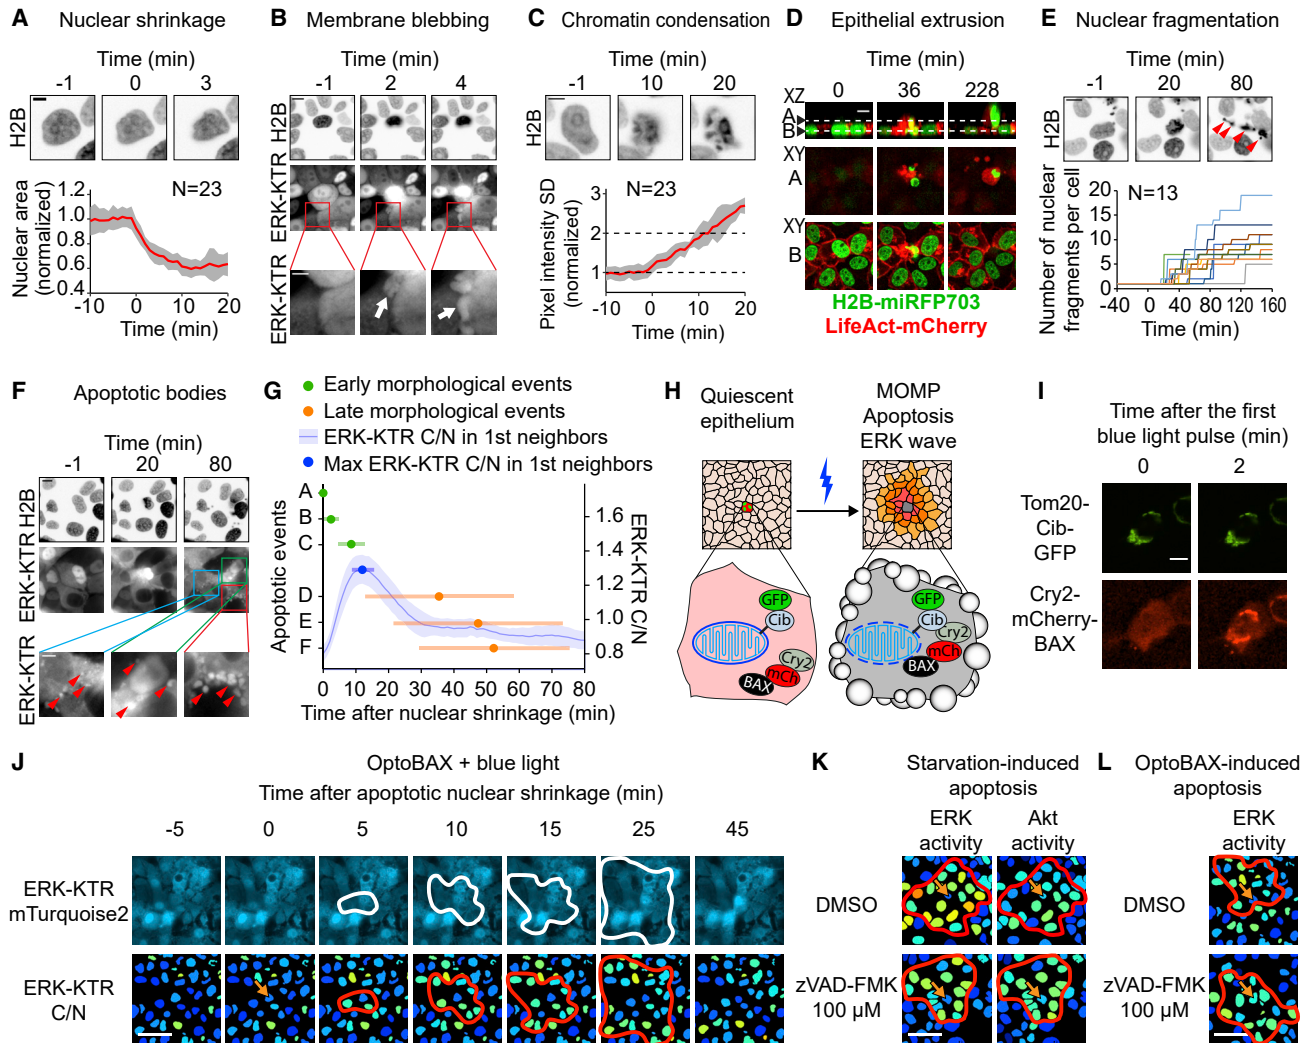 A Nuclear shrinkage
Time (min)
-1 0 3
H2B
Nuclear area
(normalized)
1.2
1.0
0.8
0.6
0.4
N=23
-10 0 10 20
Time (min)
B Membrane blebbing
Time (min)
-1 2 4
H2B
ERK-KTR
ERK-KTR
C Chromatin condensation
Time (min)
-1 10 20
H2B
Pixel intensity SD
(normalized)
3
2
1
0
N=23
-10 0 10 20
Time (min)
D Epithelial extrusion
Time (min)
0 36 228
XZ
A
B
XY
A
XY
B
H2B-miRFP703
LifeAct-mCherry
E Nuclear fragmentation
Time (min)
-1 20 80
H2B
Number of nuclear
fragments per cell
20
15
10
5
0
N=13
-40 0 40 80 120 160
Time (min)
F Apoptotic bodies
Time (min)
-1 20 80
H2B
ERK-KTR
ERK-KTR
G
Early morphological events
Late morphological events
ERK-KTR C/N in 1st neighbors
Max ERK-KTR C/N in 1st neighbors
Apoptotic events
A
B
C
D
E
F
1.6
1.4
1.2
1.0
0.8
ERK-KTR C/N
0 10 20 30 40 50 60 70 80
Time after nuclear shrinkage (min)
H
Quiescent
epithelium
MOMP
Apoptosis
ERK wave
GFP
Cib
Cry2
mCh
BAX
GFP
Cib
Cry2
mCh
BAX
I
Time after the first
blue light pulse (min)
0 2
Tom20-
Cib-
GFP
Cry2-
mCherry-
BAX
J OptoBAX + blue light
Time after apoptotic nuclear shrinkage (min)
-5 0 5 10 15 25 45
ERK-KTR
mTurquoise2
ERK-KTR
C/N
K Starvation-induced
apoptosis
ERK
activity
Akt
activity
DMSO
zVAD-FMK
100 µM
L OptoBAX-induced
apoptosis
ERK
activity
DMSO
zVAD-FMK
100 µM